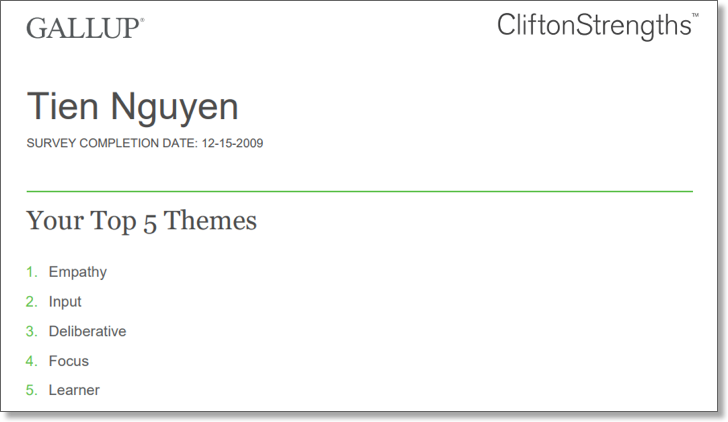 GALLUP®
CliftonStrengths™
Tien Nguyen
SURVEY COMPLETION DATE: 12-15-2009
Your Top 5 Themes
1. Empathy
2. Input
3. Deliberative
4. Focus
5. Learner